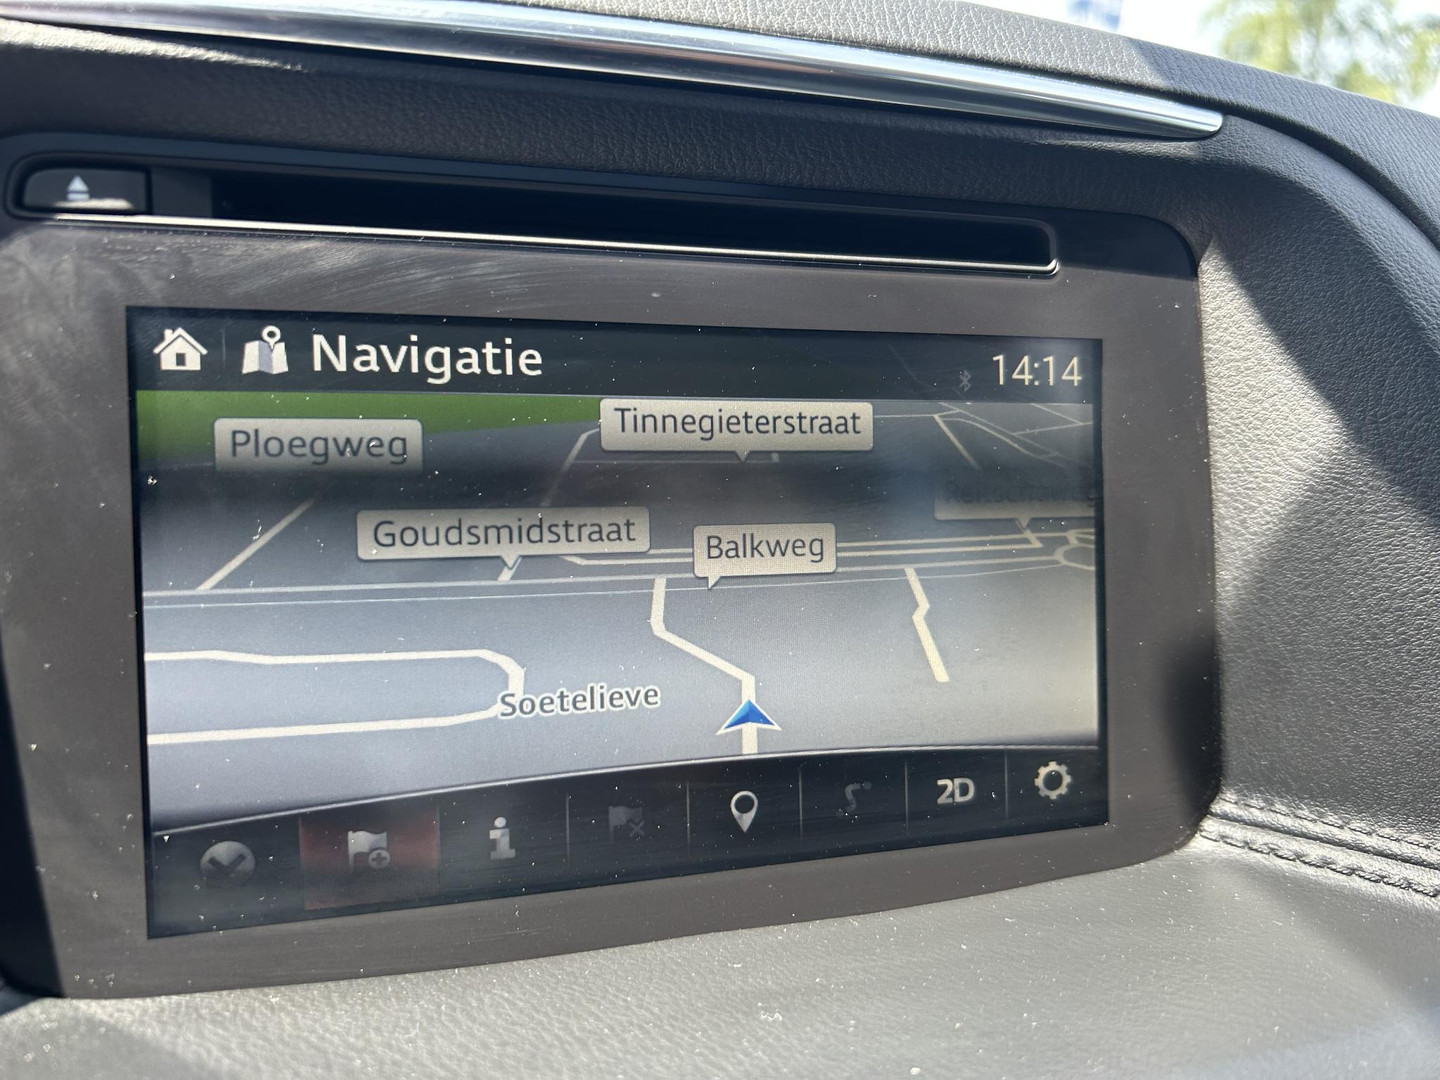 Navigatie
14:14
Ploegweg
Tinnegieterstraat
Goudsmidstraat
Balkweg
Soetelieve
2D